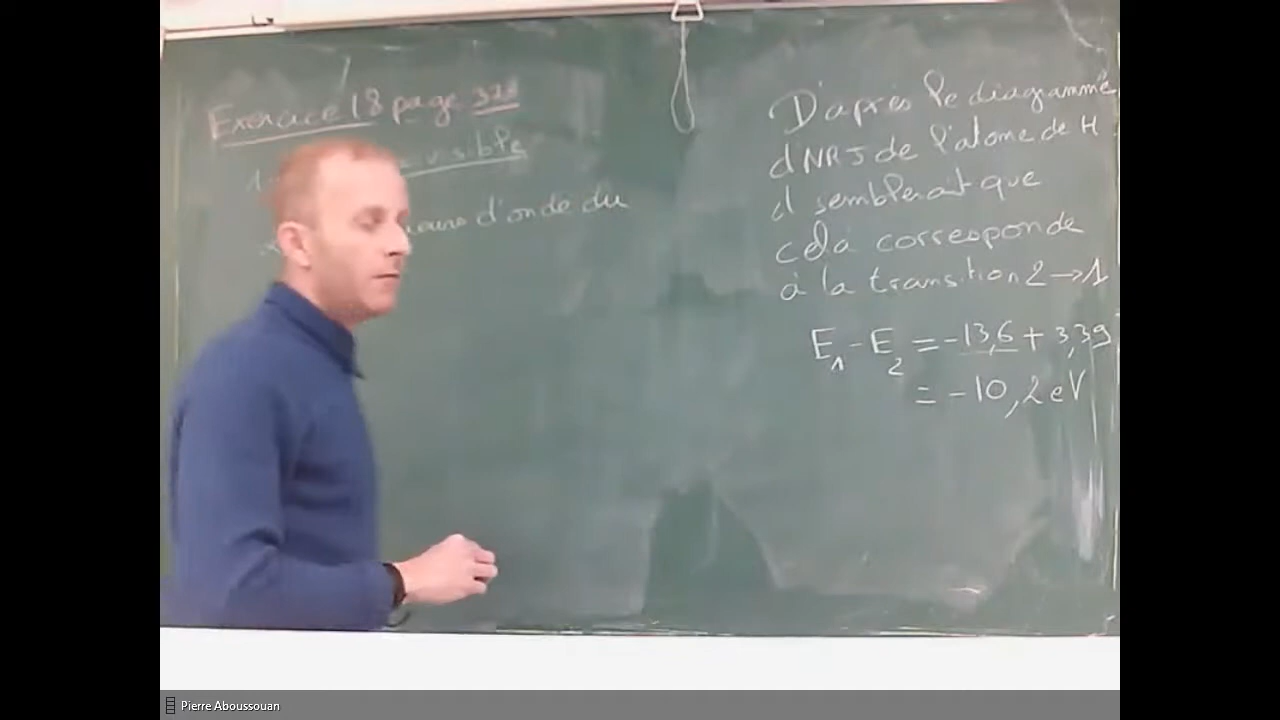 Exercice 18 page
1. visible
d'onde du
D'après le diagramme
d'NRJ de l'atome de H
il semblerait que
cela corresponde
à la transition 2→1
E₁ - E₂ = -13,6 + 3,39
= -10,2 eV
Pierre Aboussouan